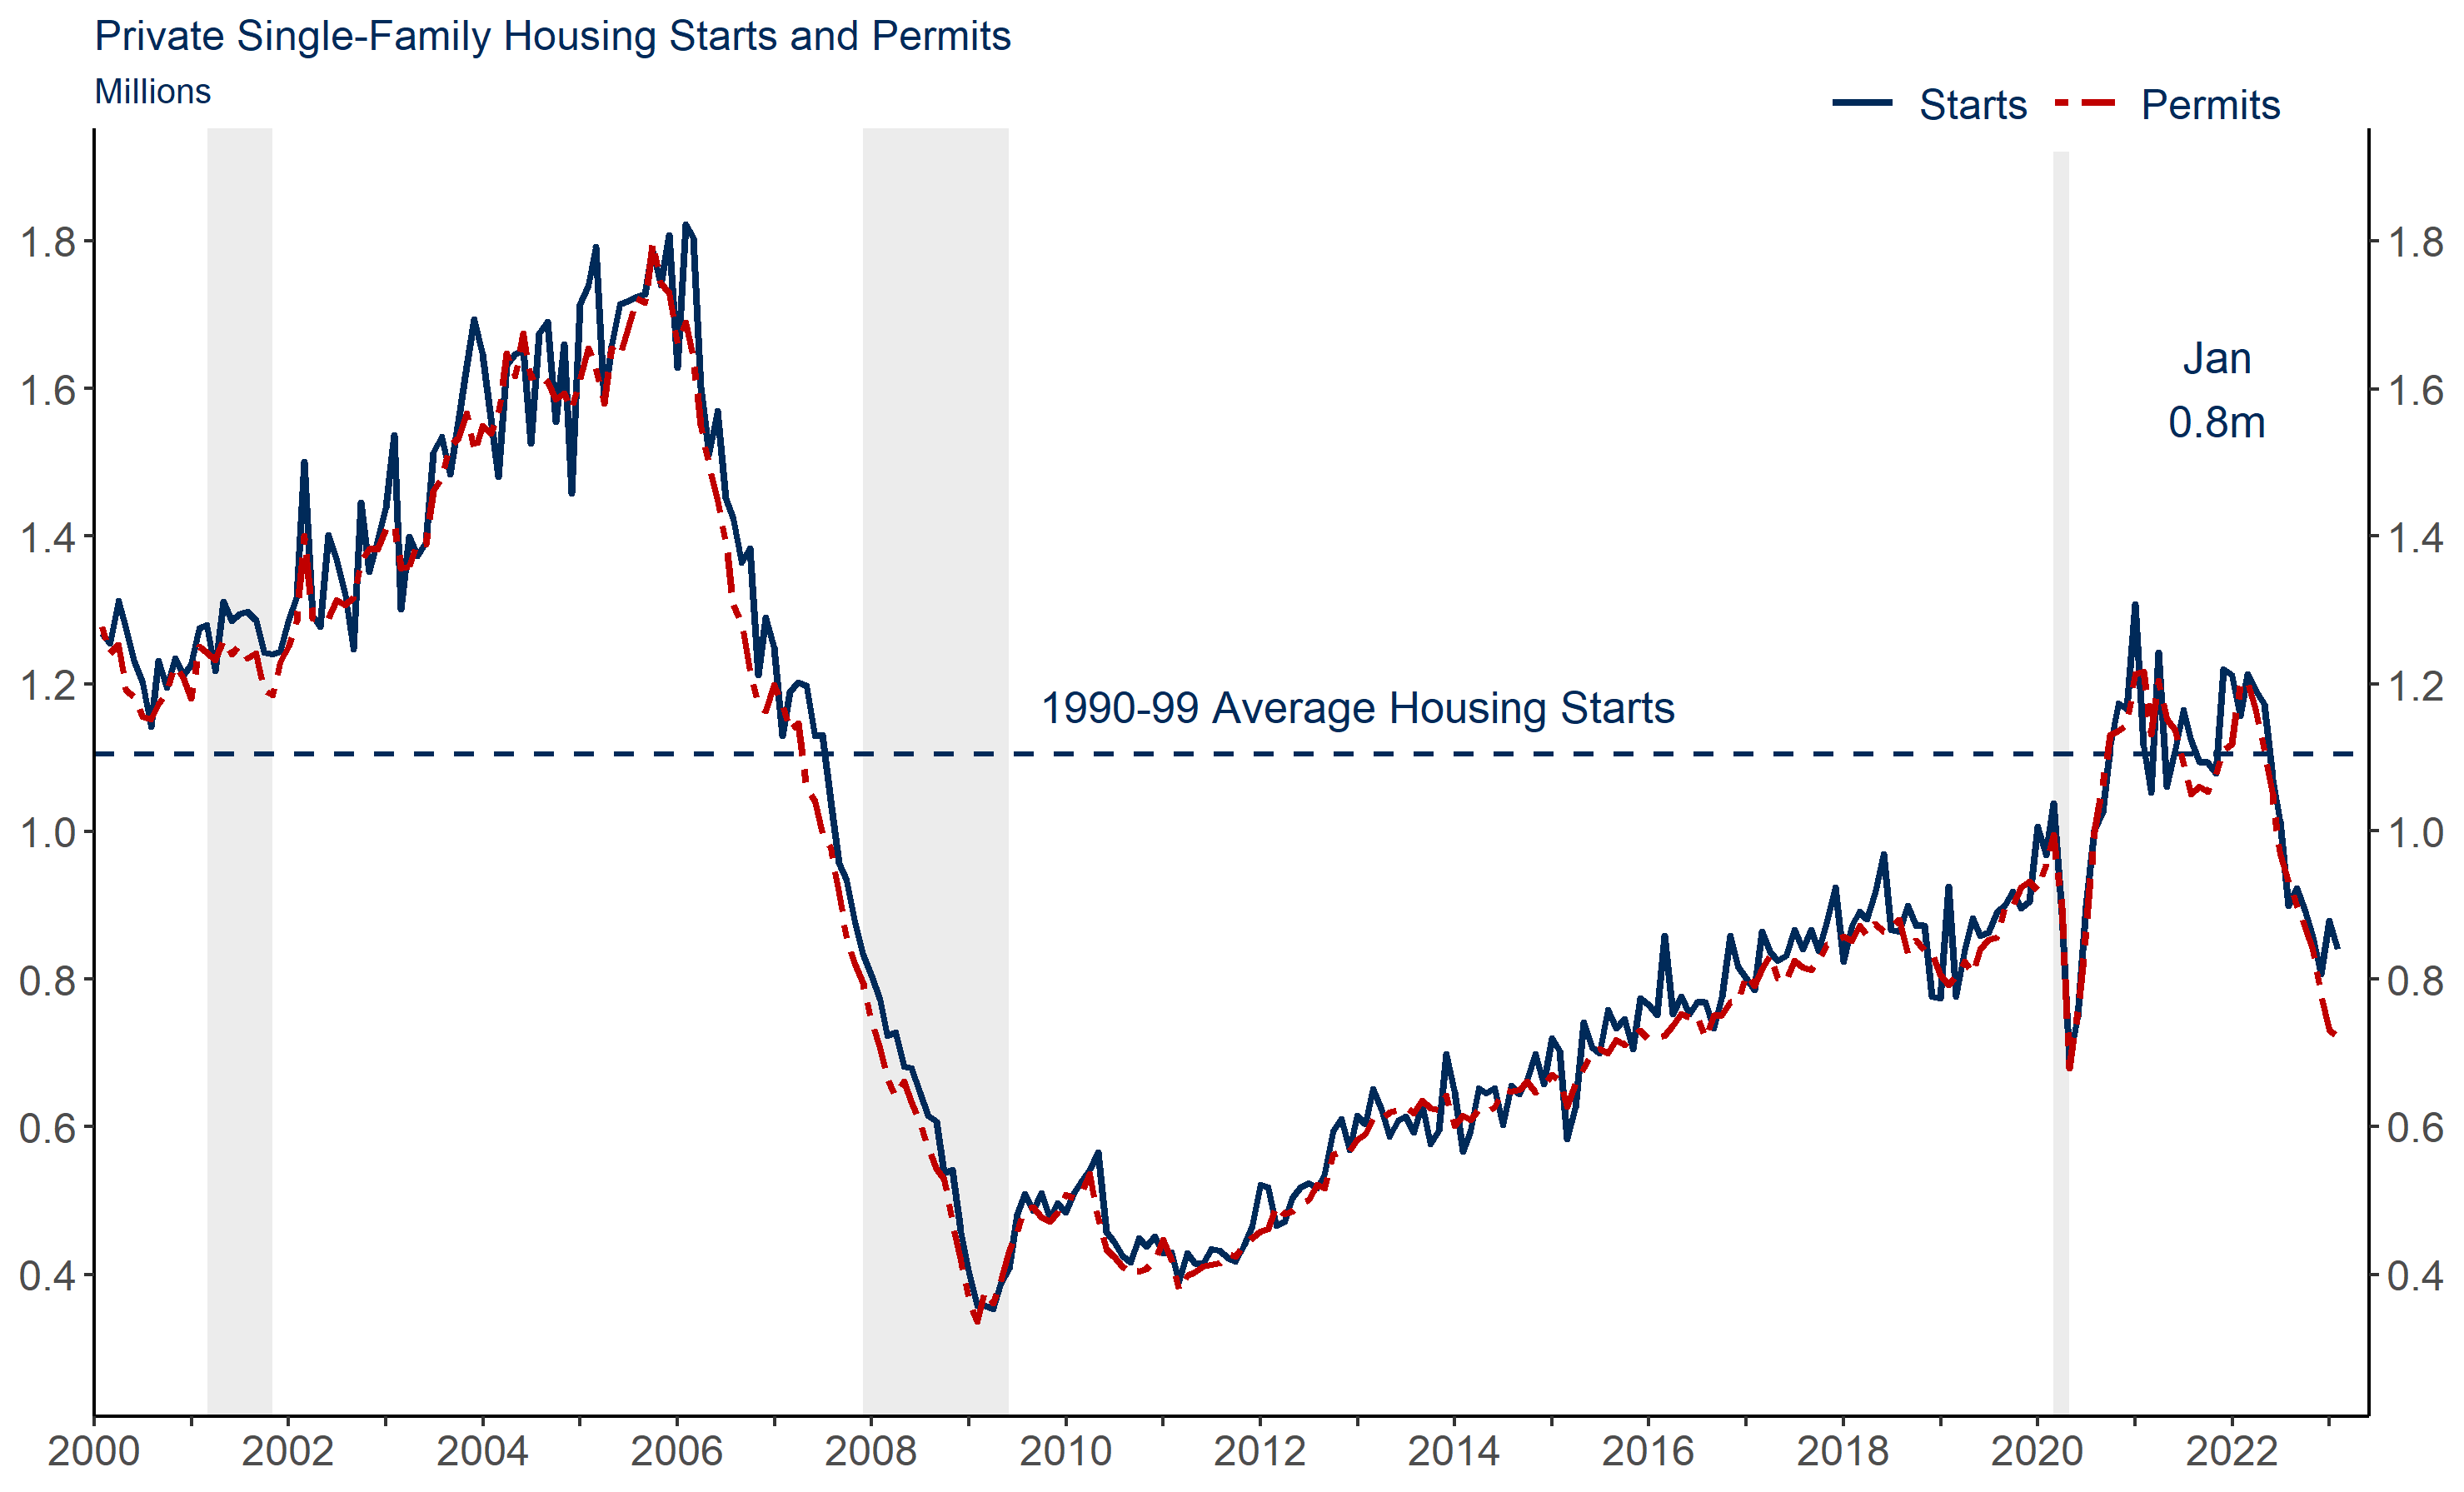 Private Single-Family Housing Starts and Permits
Millions
Starts Permits
1.8 1.8
Jan
1.6 1.6
0.8m
1.4 1.4
1.2 1.2
1990-99 Average Housing Starts
1.0 1.0
0.8 0.8
0.6 0.6
0.4 0.4
2000 2002 2004 2006 2008 2010 2012 2014 2016 2018 2020 2022